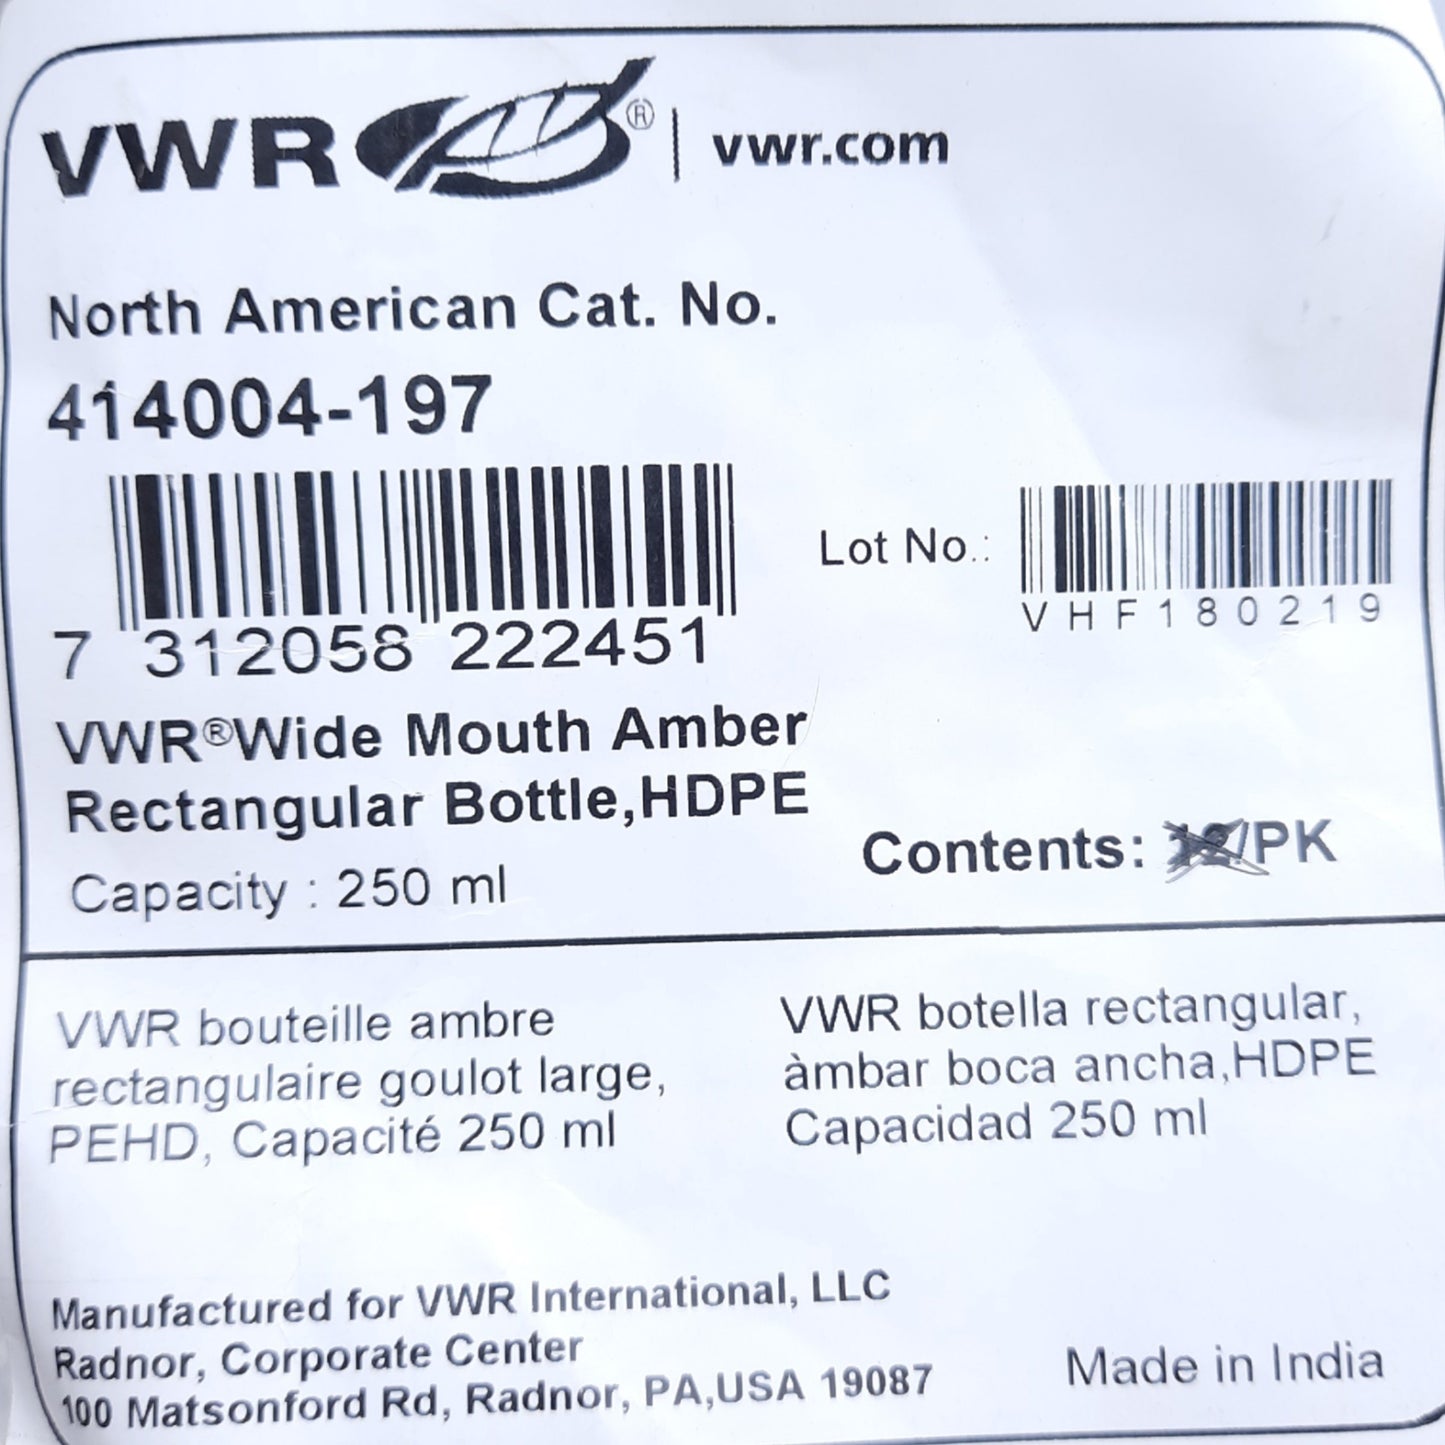 VWR® | vwr.com
North American Cat. No.
414004-197
Lot No.:
VHF180219
7 312058 222451
VWR®Wide Mouth Amber
Rectangular Bottle,HDPE
Capacity : 250 ml
Contents: /PK
VWR bouteille ambre
rectangulaire goulot large,
PEHD, Capacité 250 ml
VWR botella rectangular,
àmbar boca ancha,HDPE
Capacidad 250 ml
Manufactured for VWR International, LLC
Radnor, Corporate Center
100 Matsonford Rd, Radnor, PA,USA 19087
Made in India